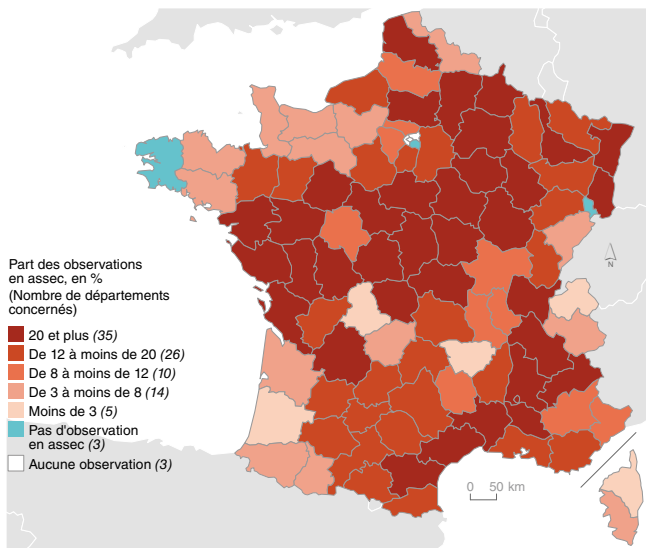 Part des observations
en assec, en %
(Nombre de départements
concernés)
20 et plus (35)
De 12 à moins de 20 (26)
De 8 à moins de 12 (10)
De 3 à moins de 8 (14)
Moins de 3 (5)
Pas d'observation
en assec (3)
Aucune observation (3)
N
0 50 km